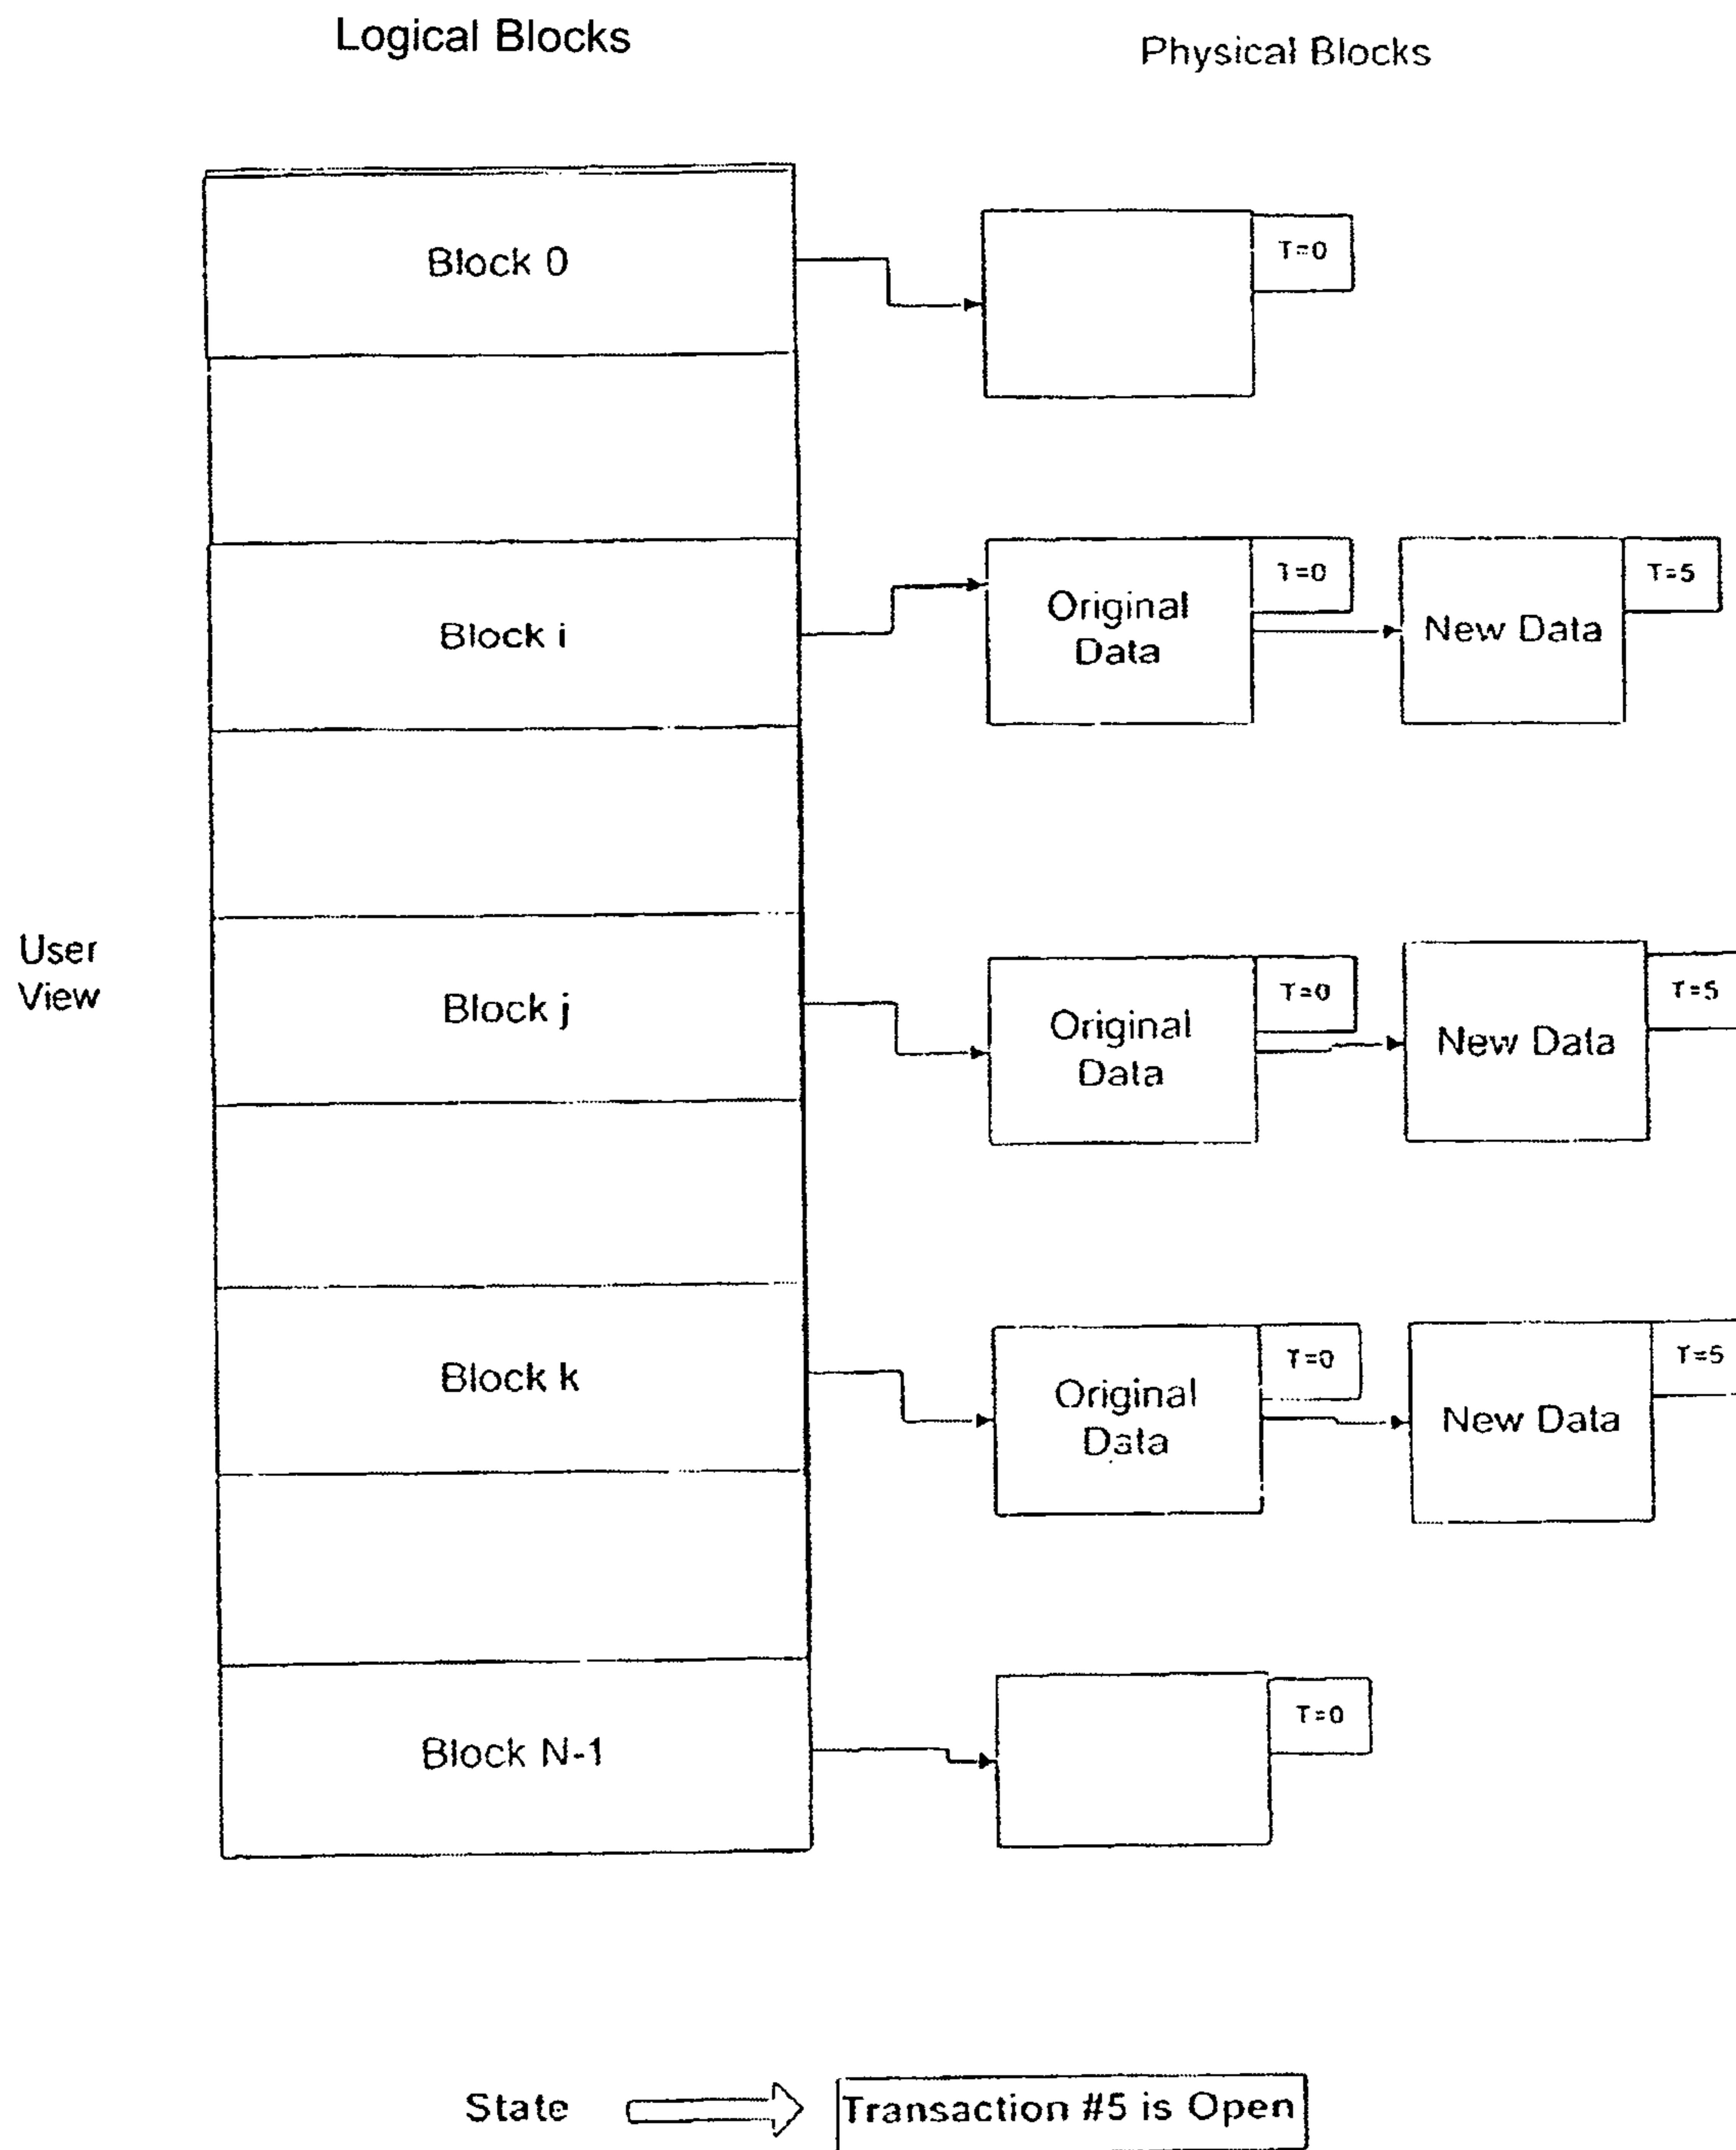 Logical Blocks
Physical Blocks
Block 0
T=0
Block i
Original
Data
T=0
New Data
T=5
User
View
Block j
Original
Data
T=0
New Data
T=5
Block k
Original
Data
T=0
New Data
T=5
Block N-1
T=0
State
Transaction #5 is Open